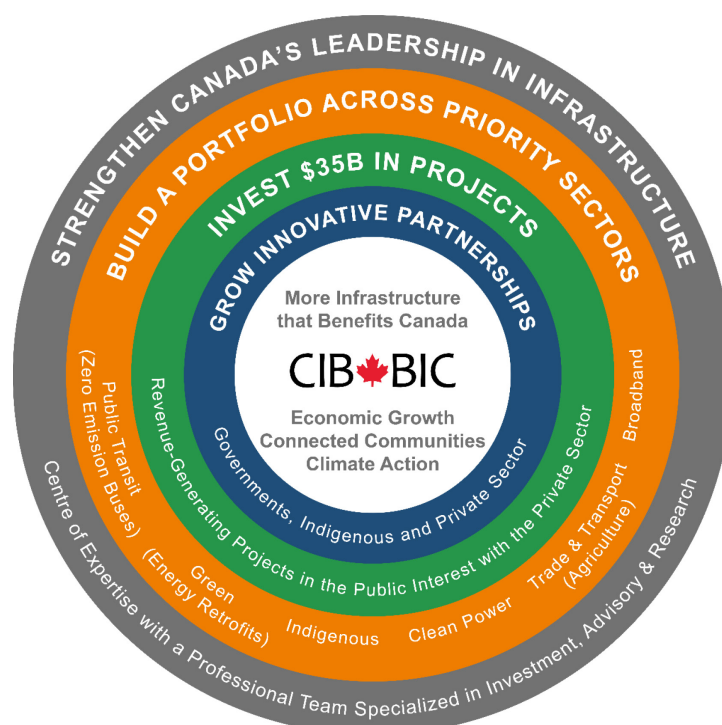 STRENGTHEN CANADA'S LEADERSHIP IN INFRASTRUCTURE
BUILD A PORTFOLIO ACROSS PRIORITY SECTORS
INVEST $35B IN PROJECTS
GROW INNOVATIVE PARTNERSHIPS
More Infrastructure
that Benefits Canada
CIB BIC
Economic Growth
Connected Communities
Climate Action
Governments, Indigenous and Private Sector
Revenue-Generating Projects in the Public Interest with the Private Sector
Public Transit
(Zero Emission Buses)
Green
(Energy Retrofits)
Indigenous
Clean Power
Trade & Transport
(Agriculture)
Broadband
Centre of Expertise with a Professional Team Specialized in Investment, Advisory & Research